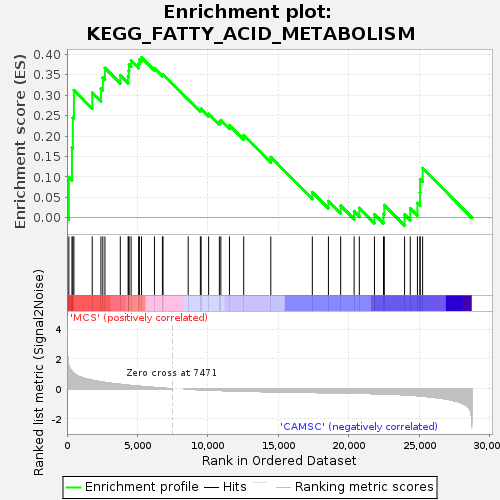 Enrichment plot:
KEGG_FATTY_ACID_METABOLISM
Enrichment score (ES)
0.40
0.35
0.30
0.25
0.20
0.15
0.10
0.05
0.00
'MCS' (positively correlated)
Ranked list metric (Signal2Noise)
4
2
0
-2
Zero cross at 7471
'CAMSC' (negatively correlated)
0 5,000 10,000 15,000 20,000 25,000 30,000
Rank in Ordered Dataset
Enrichment profile Hits Ranking metric scores